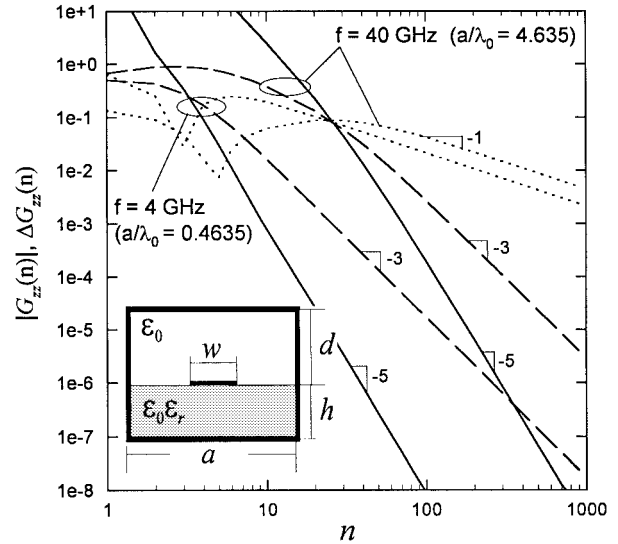 |G_zz(n)|, ΔG_zz(n)
1e+1
1e+0
1e-1
1e-2
1e-3
1e-4
1e-5
1e-6
1e-7
1e-8
f = 40 GHz (a/λ₀ = 4.635)
-1
f = 4 GHz
(a/λ₀ = 0.4635)
-3
-3
-5
-5
ε₀
w
d
ε₀εᵣ
h
a
1
10
100
1000
n